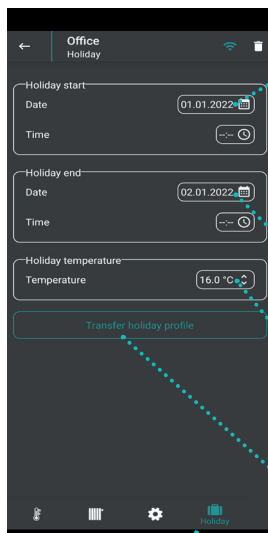 Office
Holiday
Holiday start
Date 01.01.2022
Time --:--
Holiday end
Date 02.01.2022
Time --:--
Holiday temperature
Temperature 16.0 °C
Transfer holiday profile
Holiday